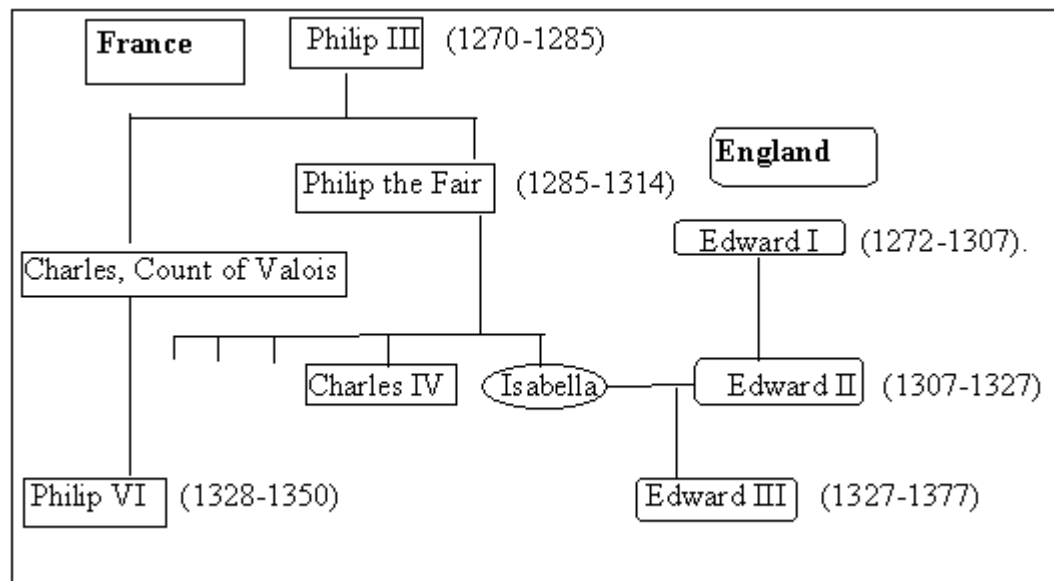 France
Philip III (1270-1285)
England
Philip the Fair (1285-1314)
Edward I (1272-1307).
Charles, Count of Valois
Charles IV
Isabella
Edward II (1307-1327)
Philip VI (1328-1350)
Edward III (1327-1377)